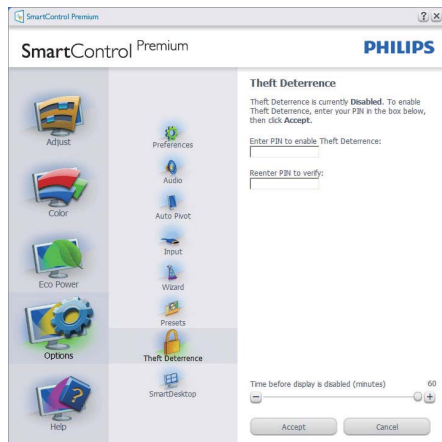 SmartControl Premium
? ×
SmartControl Premium
PHILIPS
Adjust
Color
Eco Power
Options
Help
Preferences
Audio
Auto Pivot
Input
Wizard
Presets
Theft Deterrence
SmartDesktop
Theft Deterrence
Theft Deterrence is currently Disabled. To enable
Theft Deterrence, enter your PIN in the box below,
then click Accept.
Enter PIN to enable Theft Deterrence:
Reenter PIN to verify:
Time before display is disabled (minutes) 60
Accept
Cancel